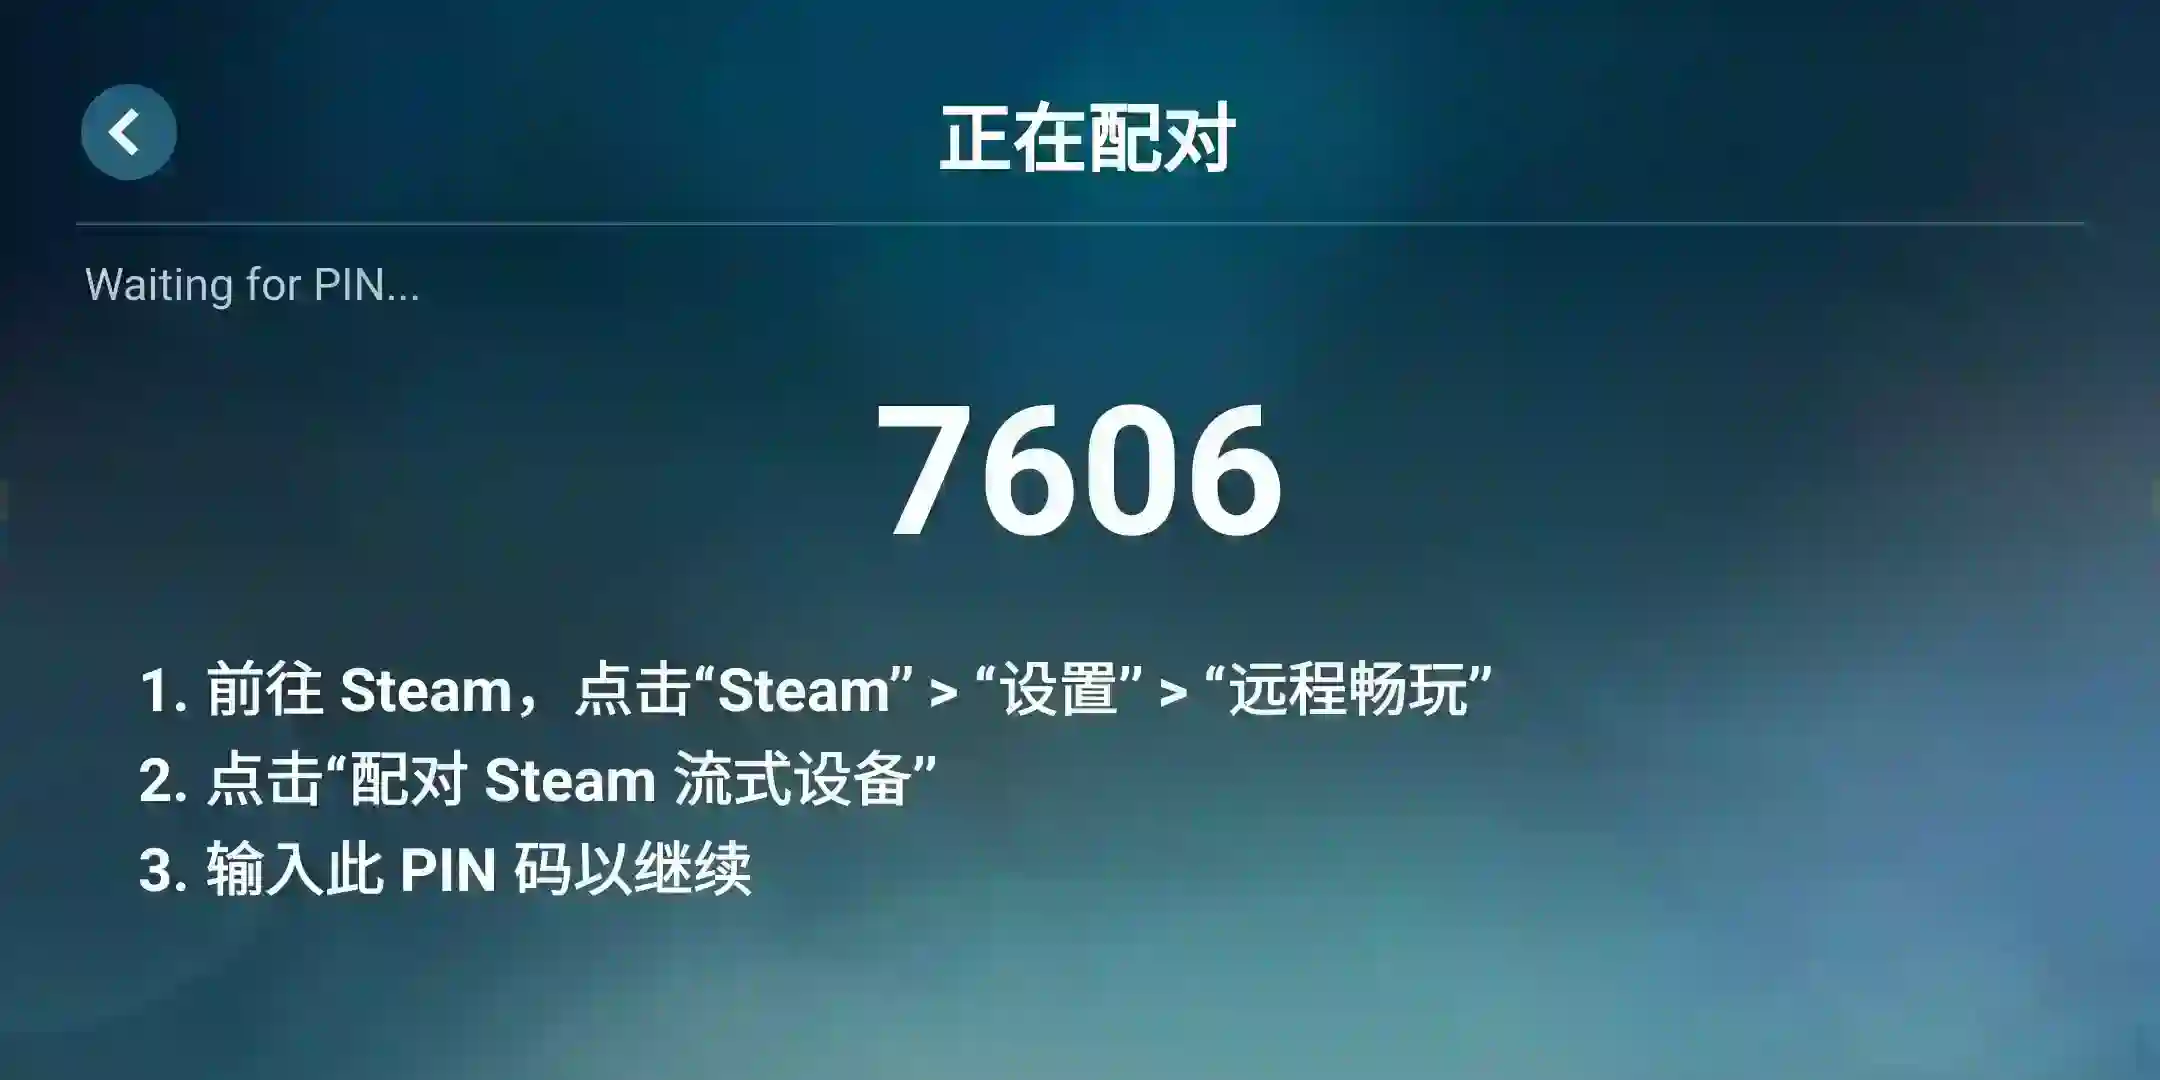 正在配对
Waiting for PIN...
7606
1. 前往 Steam，点击“Steam” > “设置” > “远程畅玩”
2. 点击“配对 Steam 流式设备”
3. 输入此 PIN 码以继续